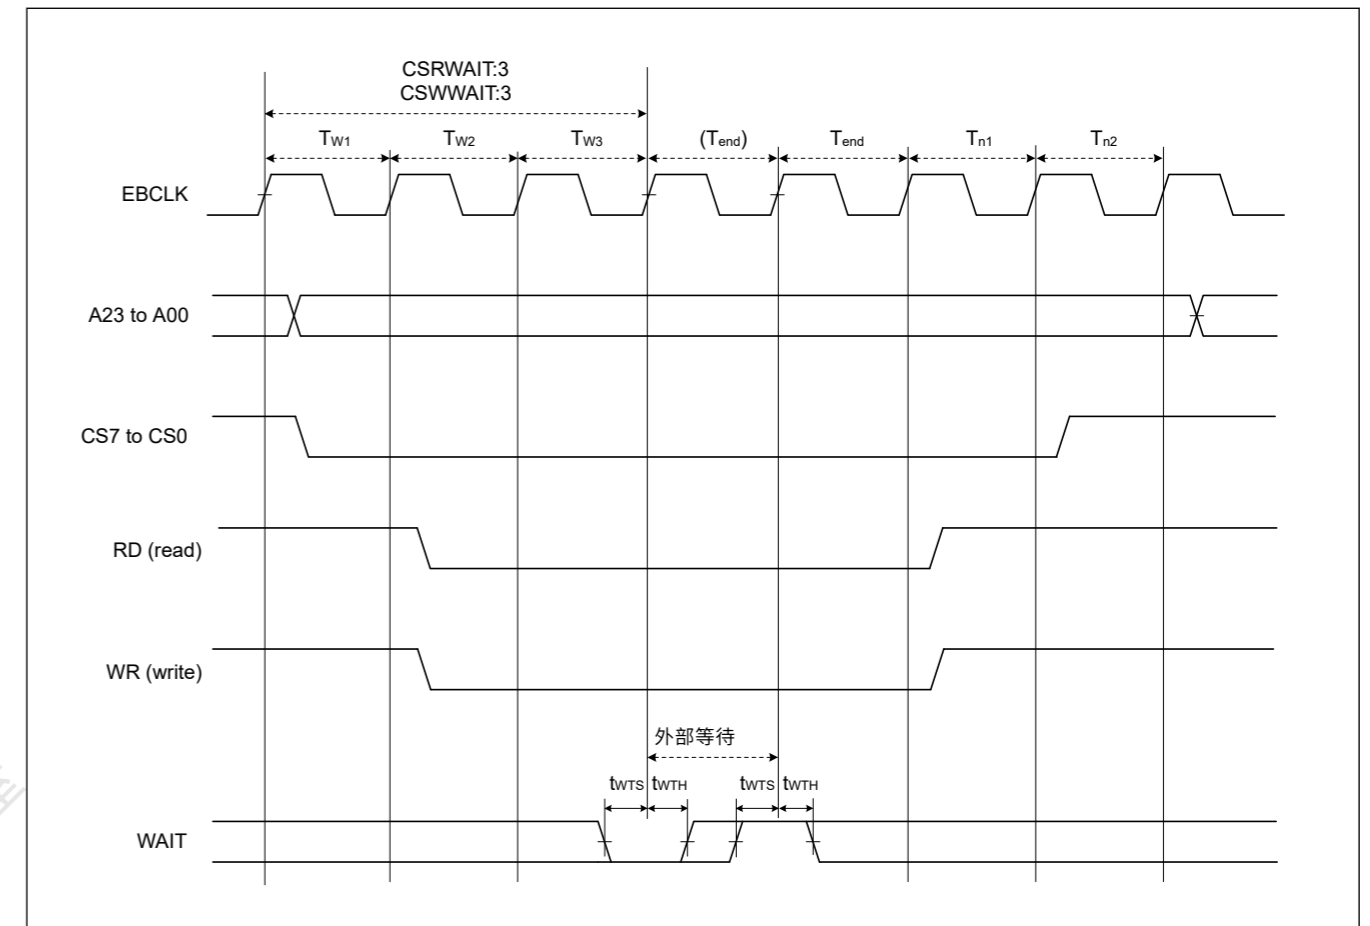 CSRWAIT:3
CSWWAIT:3
TW1 TW2 TW3 (Tend) Tend Tn1 Tn2
EBCLK
A23 to A00
CS7 to CS0
RD (read)
WR (write)
外部等待
tWTS tWTH tWTS tWTH
WAIT